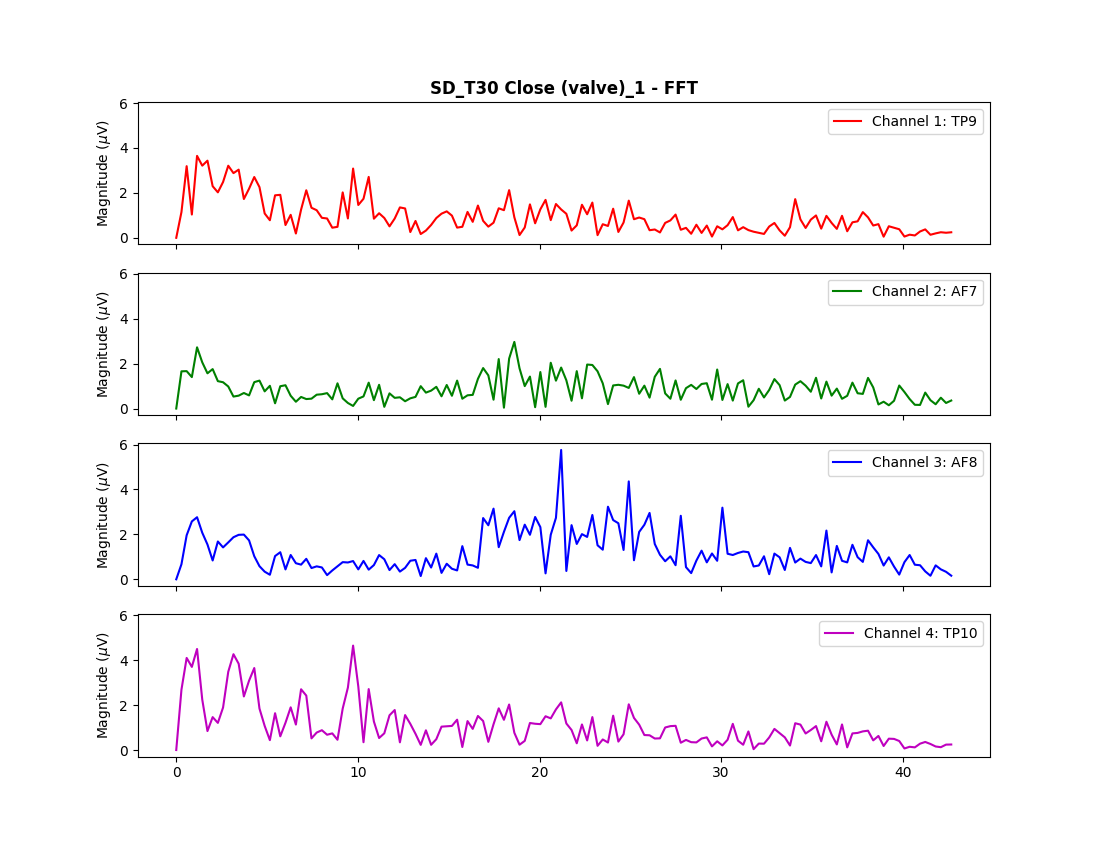 SD_T30 Close (valve)_1 - FFT
6
4
2
0
Magnitude (μV)
Channel 1: TP9
6
4
2
0
Magnitude (μV)
Channel 2: AF7
6
4
2
0
Magnitude (μV)
Channel 3: AF8
6
4
2
0
Magnitude (μV)
Channel 4: TP10
0 10 20 30 40